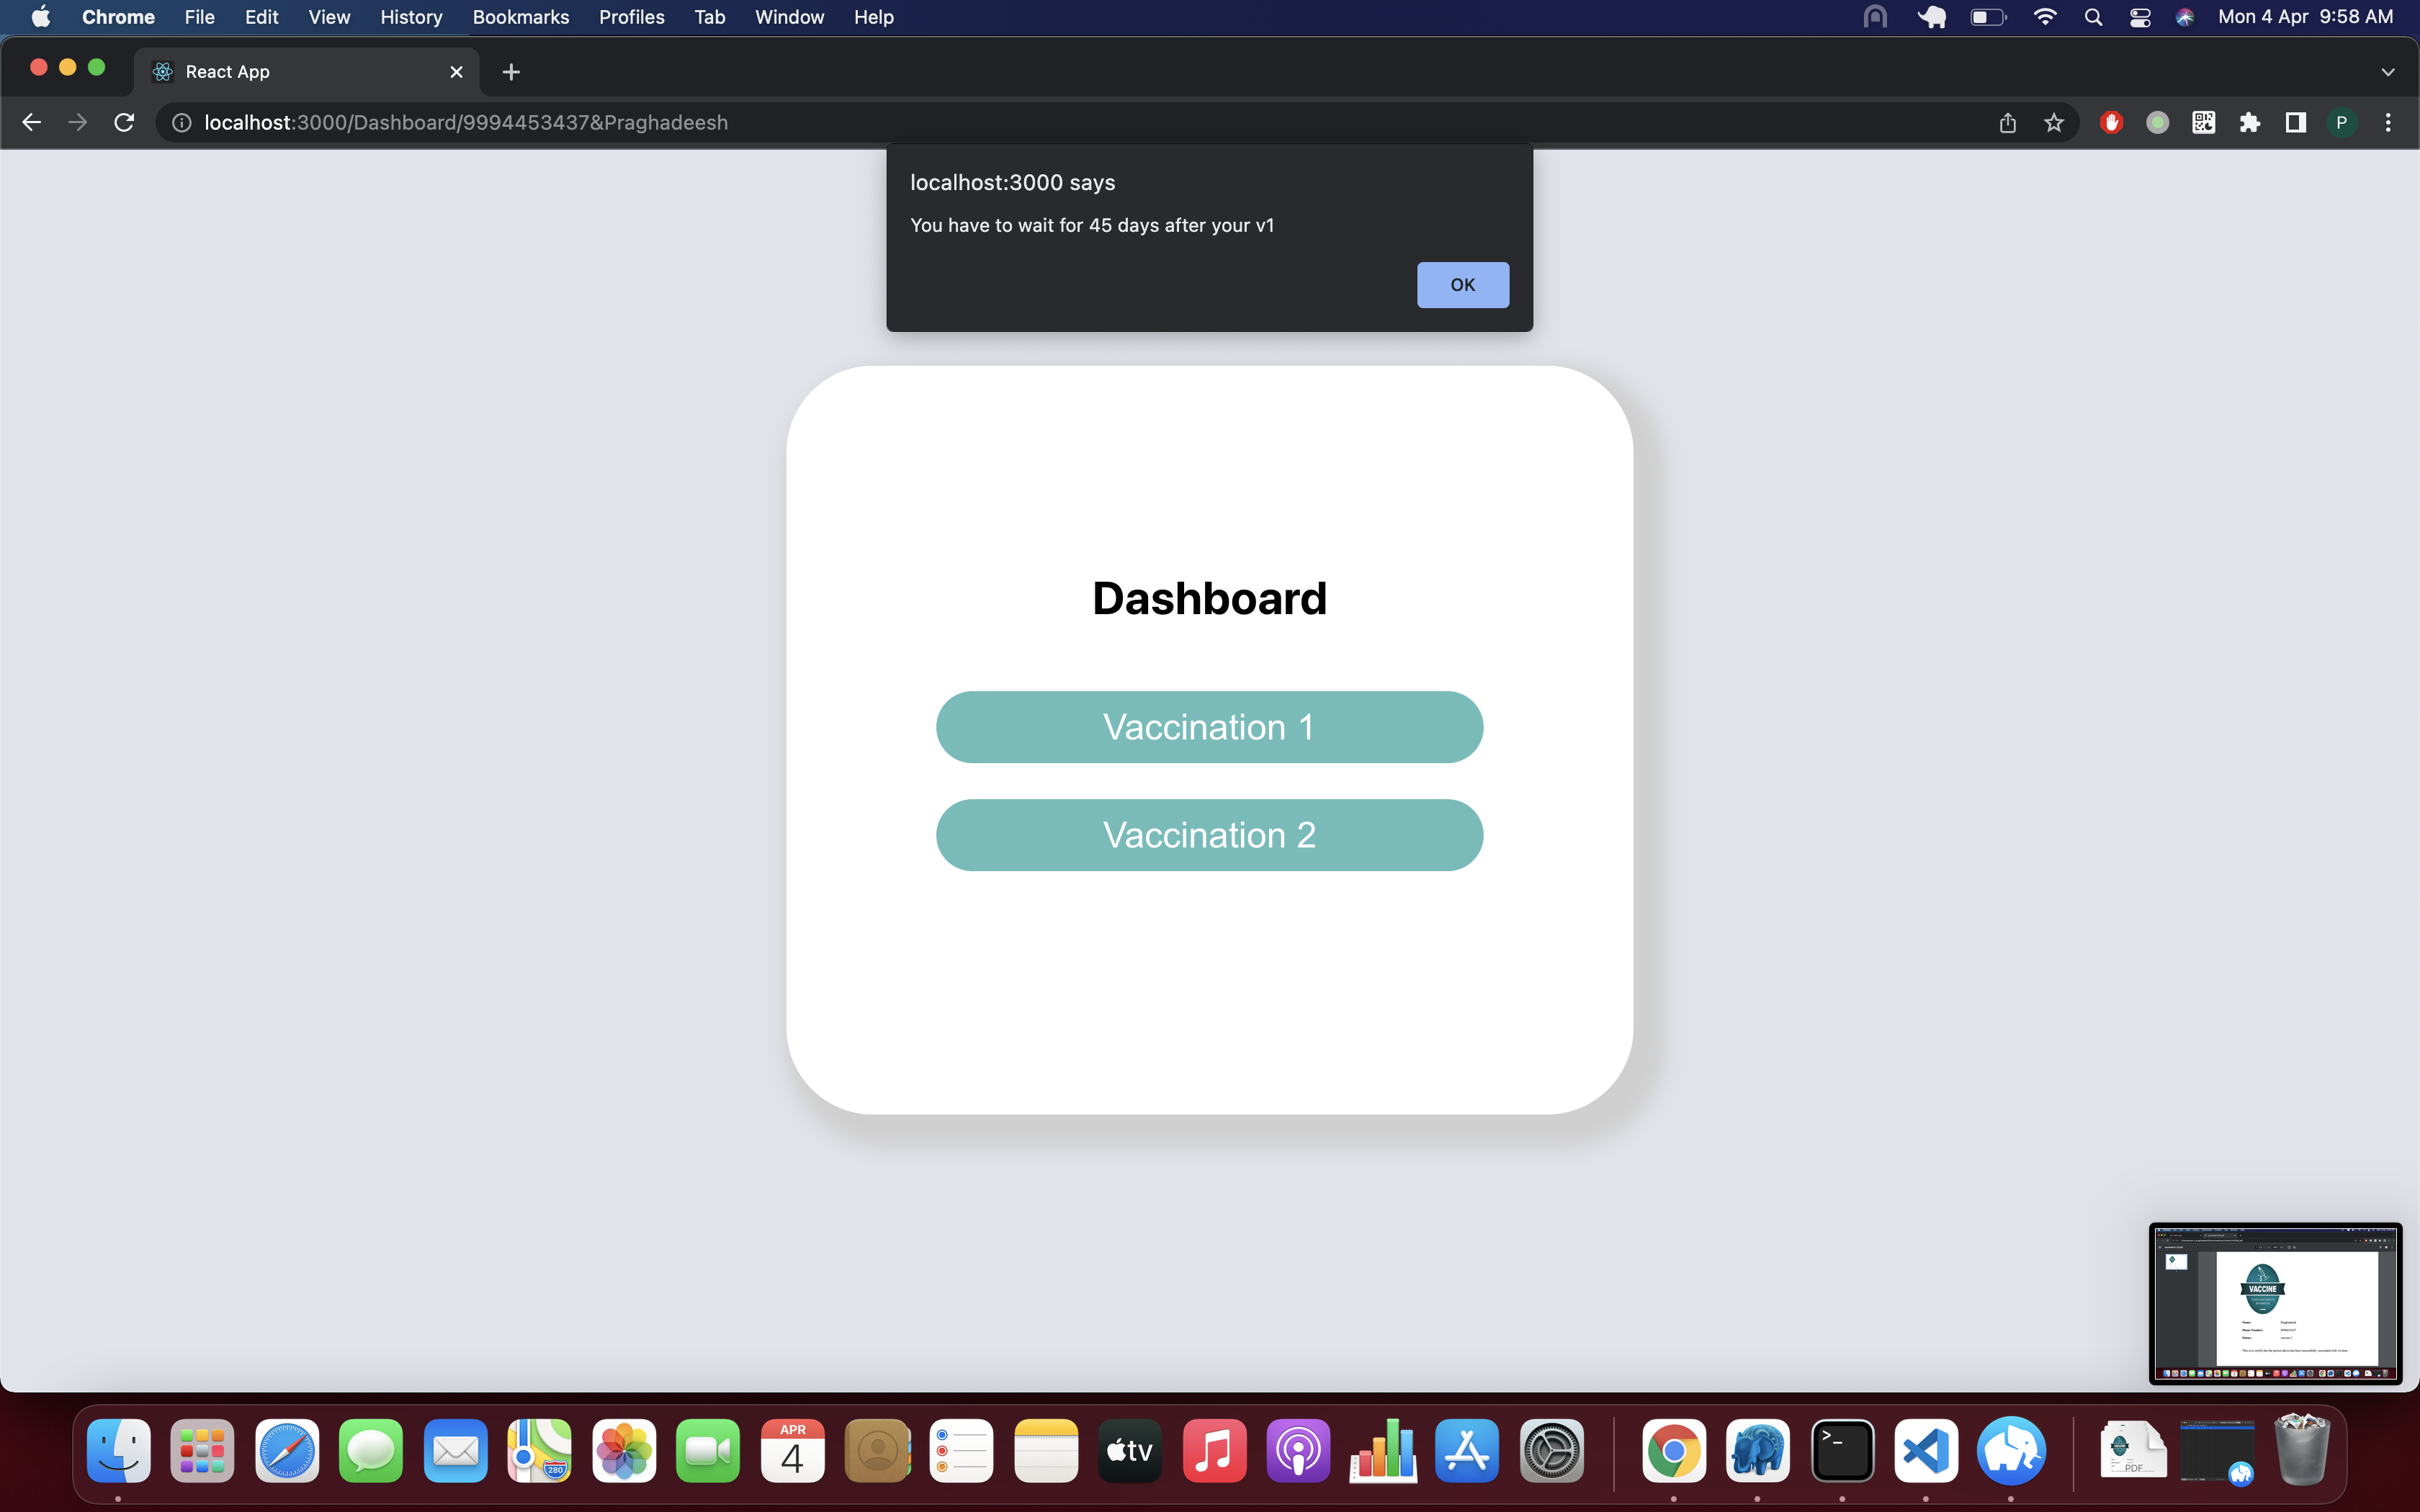 Chrome File Edit View History Bookmarks Profiles Tab Window Help Mon 4 Apr 9:58 AM
React App
localhost:3000/Dashboard/9994453437&Praghadeesh
P
localhost:3000 says
You have to wait for 45 days after your v1
OK
Dashboard
Vaccination 1
Vaccination 2
VACCINE
280
APR
4
tv
>_
PDF